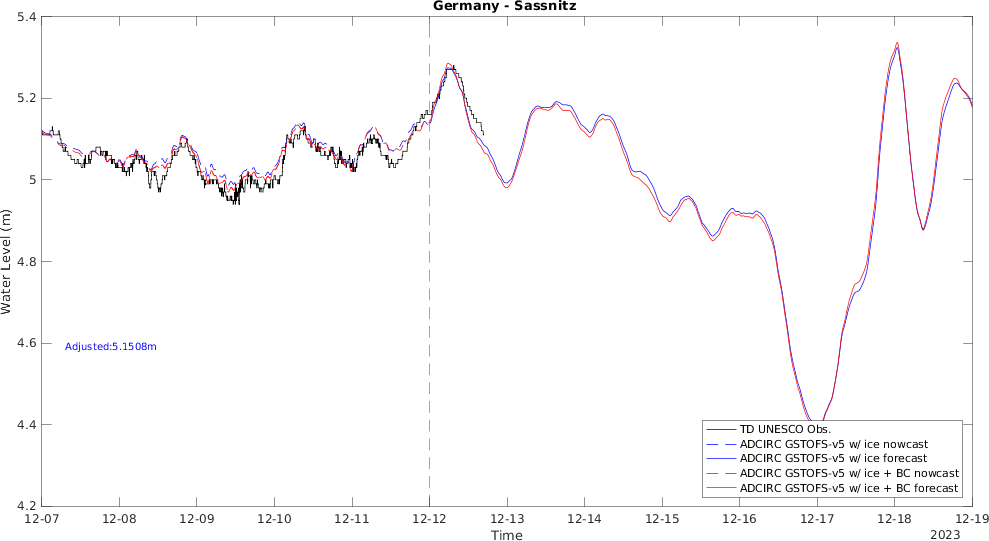 Germany - Sassnitz
5.4
5.2
5
4.8
4.6
4.4
4.2
Water Level (m)
Adjusted:5.1508m
TD UNESCO Obs.
ADCIRC GSTOFS-v5 w/ ice nowcast
ADCIRC GSTOFS-v5 w/ ice forecast
ADCIRC GSTOFS-v5 w/ ice + BC nowcast
ADCIRC GSTOFS-v5 w/ ice + BC forecast
12-07 12-08 12-09 12-10 12-11 12-12 12-13 12-14 12-15 12-16 12-17 12-18 12-19
Time
2023